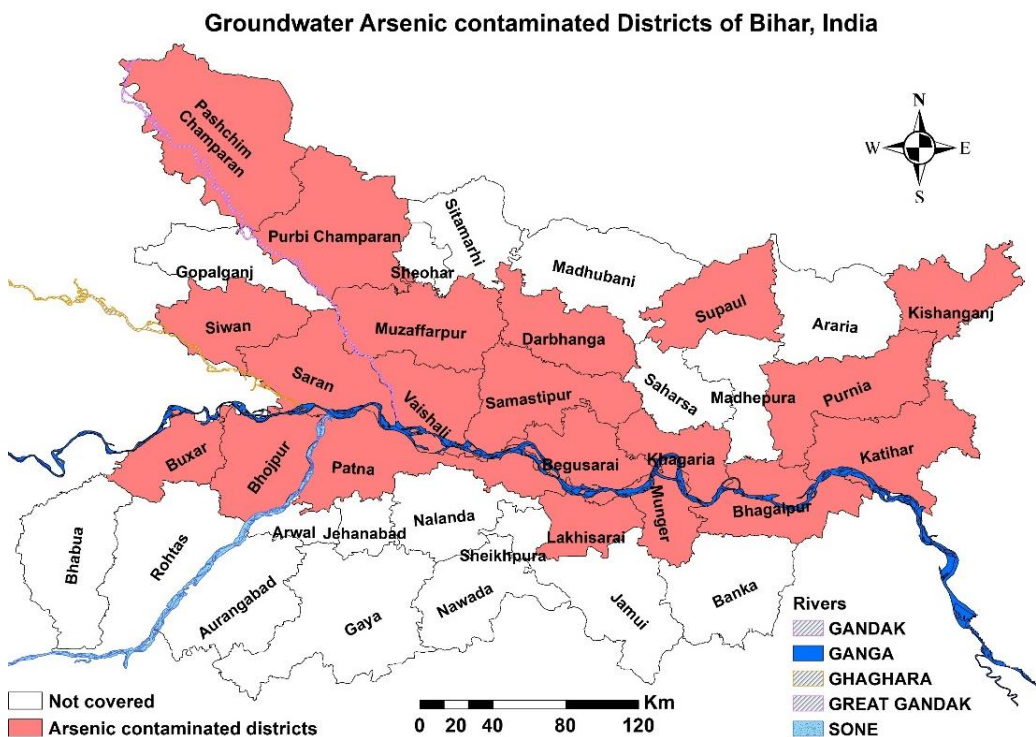 Groundwater Arsenic contaminated Districts of Bihar, India
N
W E
S
Pashchim
Champaran
Purbi Champaran
Sitamarhi
Sheohar
Gopalganj
Madhubani
Supaul
Araria
Kishanganj
Siwan
Muzaffarpur
Darbhanga
Saran
Vaishali
Samastipur
Saharsa
Madhepura
Purnia
Buxar
Bhojpur
Patna
Begusarai
Khagaria
Katihar
Munger
Bhagalpur
Bhabua
Rohtas
Arwal
Jehanabad
Nalanda
Lakhisarai
Sheikhpura
Aurangabad
Gaya
Nawada
Jamui
Banka
Rivers
GANDAK
GANGA
GHAGHARA
GREAT GANDAK
SONE
Not covered
Arsenic contaminated districts
Km
0 20 40 80 120